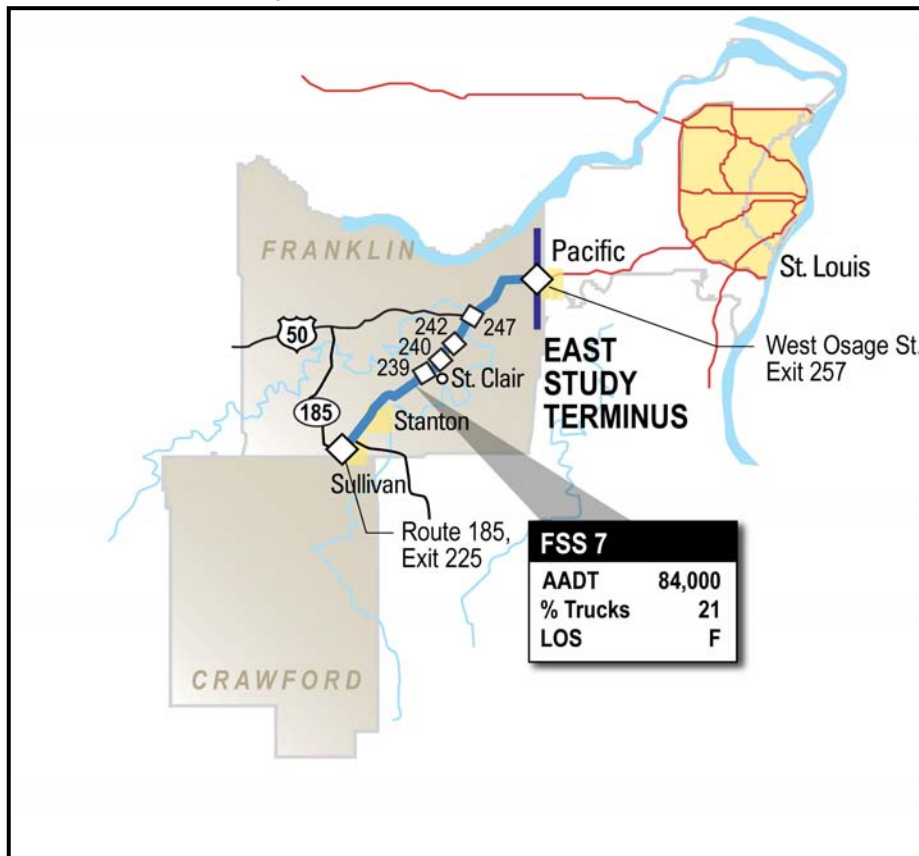 FRANKLIN
Pacific
St. Louis
50
242
247
240
239
St. Clair
EAST
STUDY
TERMINUS
West Osage St.
Exit 257
185
Stanton
Sullivan
Route 185,
Exit 225
FSS 7
AADT 84,000
% Trucks 21
LOS F
CRAWFORD